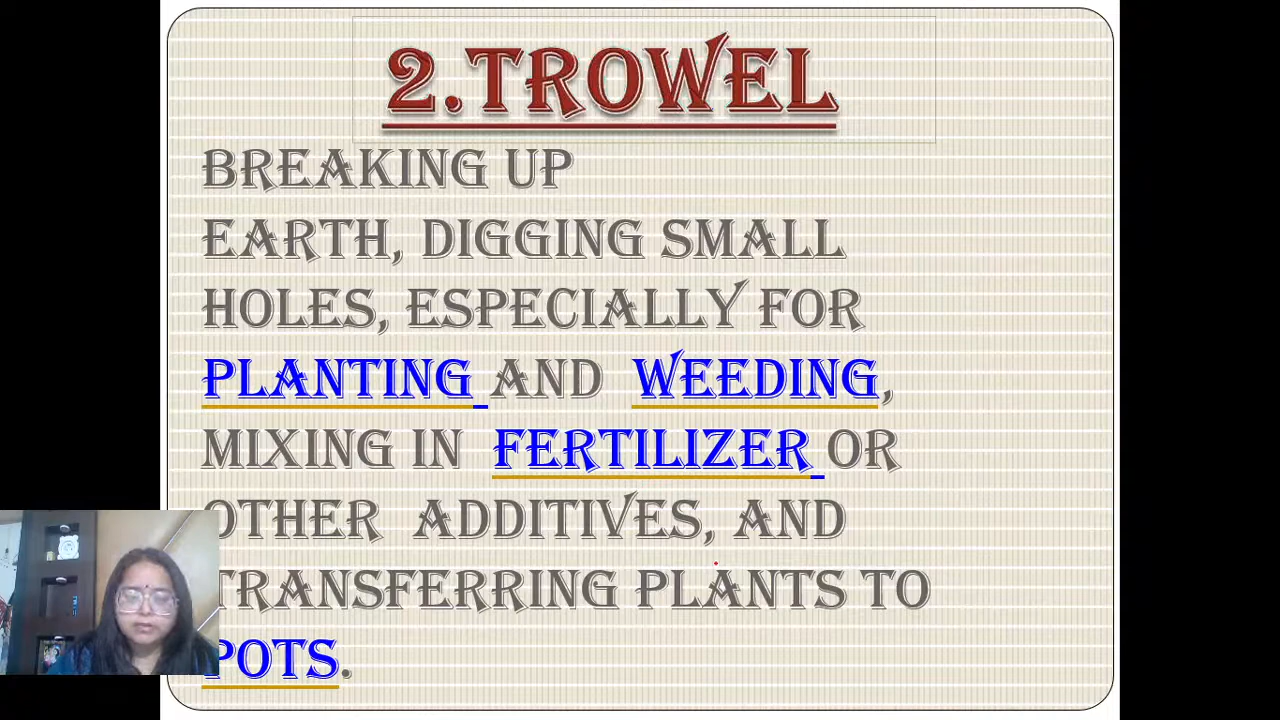 2.TROWEL
BREAKING UP
EARTH, DIGGING SMALL
HOLES, ESPECIALLY FOR
PLANTING AND WEEDING,
MIXING IN FERTILIZER OR
OTHER ADDITIVES, AND
TRANSFERRING PLANTS TO
POTS.